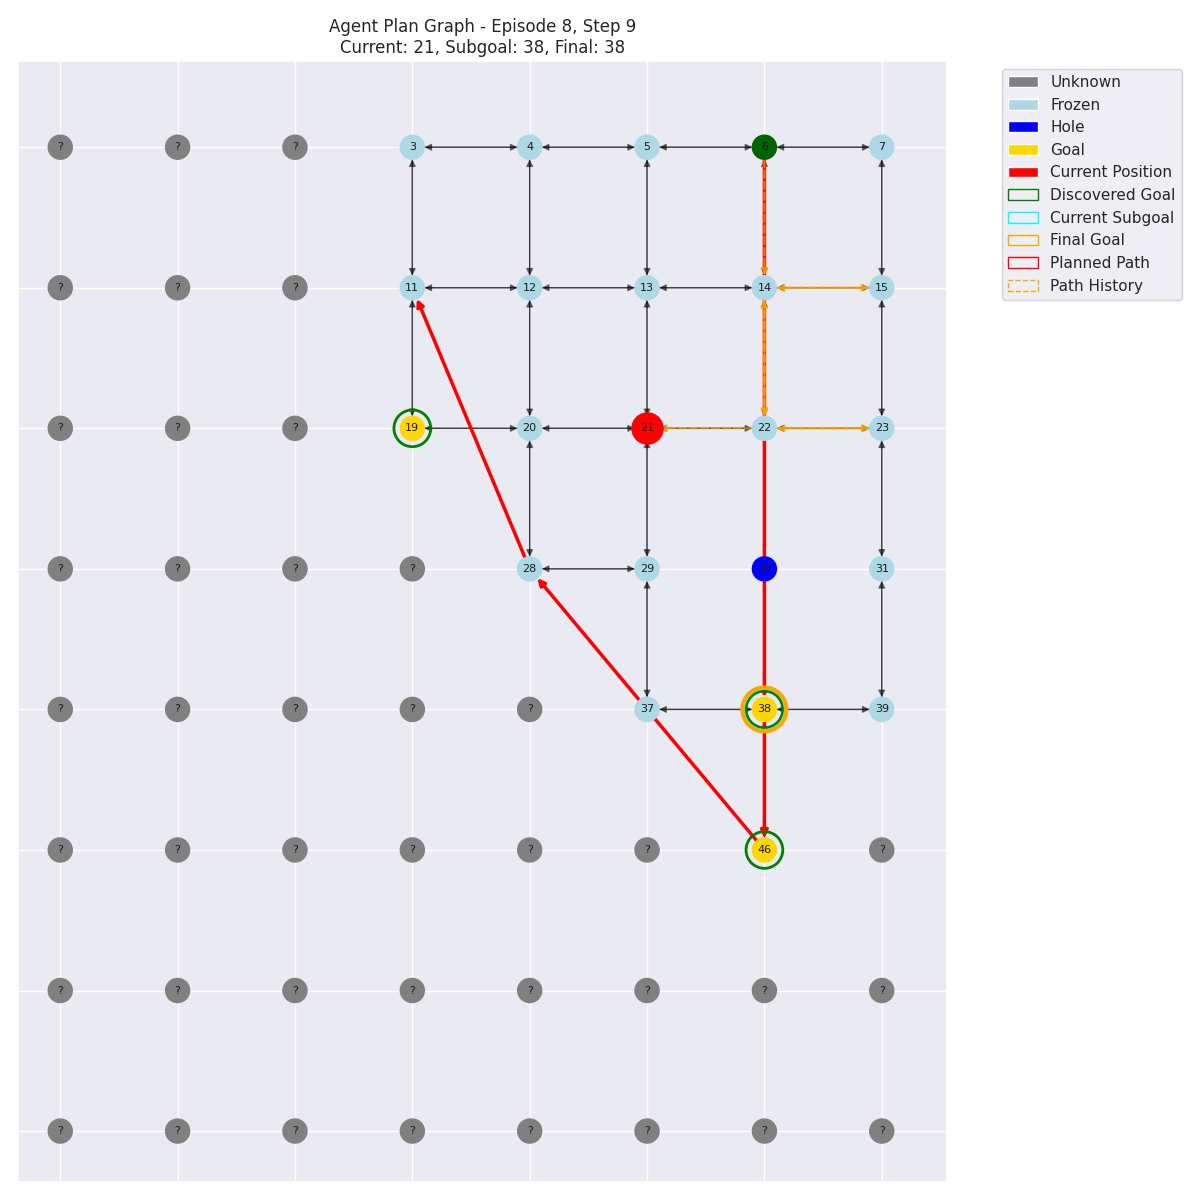 Agent Plan Graph - Episode 8, Step 9
Current: 21, Subgoal: 38, Final: 38
Unknown
Frozen
Hole
Goal
Current Position
Discovered Goal
Current Subgoal
Final Goal
Planned Path
Path History
? ? ? 3 4 5 6 7
? ? ? 11 12 13 14 15
? ? ? 19 20 21 22 23
? ? ? ? 28 29 30 31
? ? ? ? ? 37 38 39
? ? ? ? ? ? 46 ?
? ? ? ? ? ? ? ?
? ? ? ? ? ? ? ?